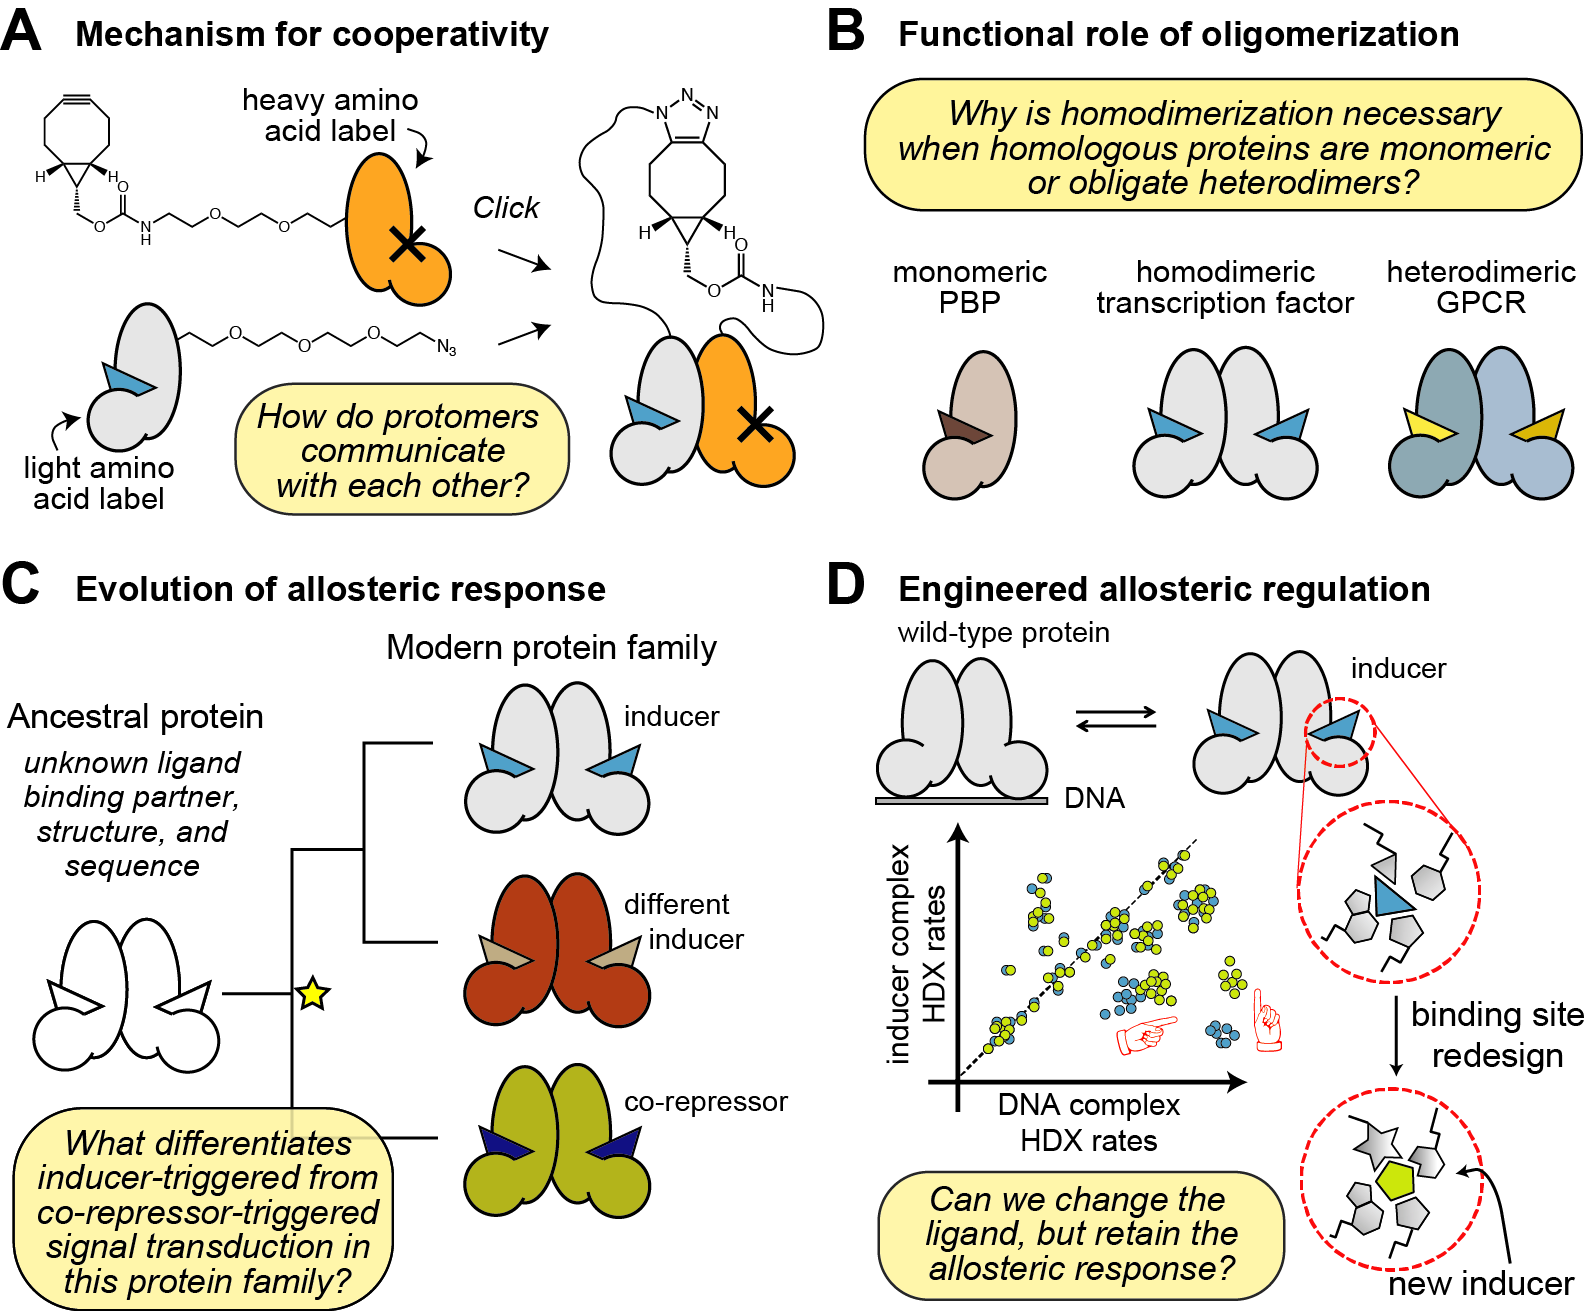 A Mechanism for cooperativity
heavy amino
acid label
H H
O
O
N
H
O
O
Click
O
O
O
N3
light amino
acid label
How do protomers
communicate
with each other?
N
N
N
H H
O
O
N
H
B Functional role of oligomerization
Why is homodimerization necessary
when homologous proteins are monomeric
or obligate heterodimers?
monomeric
PBP
homodimeric
transcription factor
heterodimeric
GPCR
C Evolution of allosteric response
Modern protein family
Ancestral protein
unknown ligand
binding partner,
structure, and
sequence
inducer
different
inducer
co-repressor
What differentiates
inducer-triggered from
co-repressor-triggered
signal transduction in
this protein family?
D Engineered allosteric regulation
wild-type protein
inducer
DNA
inducer complex
HDX rates
DNA complex
HDX rates
binding site
redesign
Can we change the
ligand, but retain the
allosteric response?
new inducer